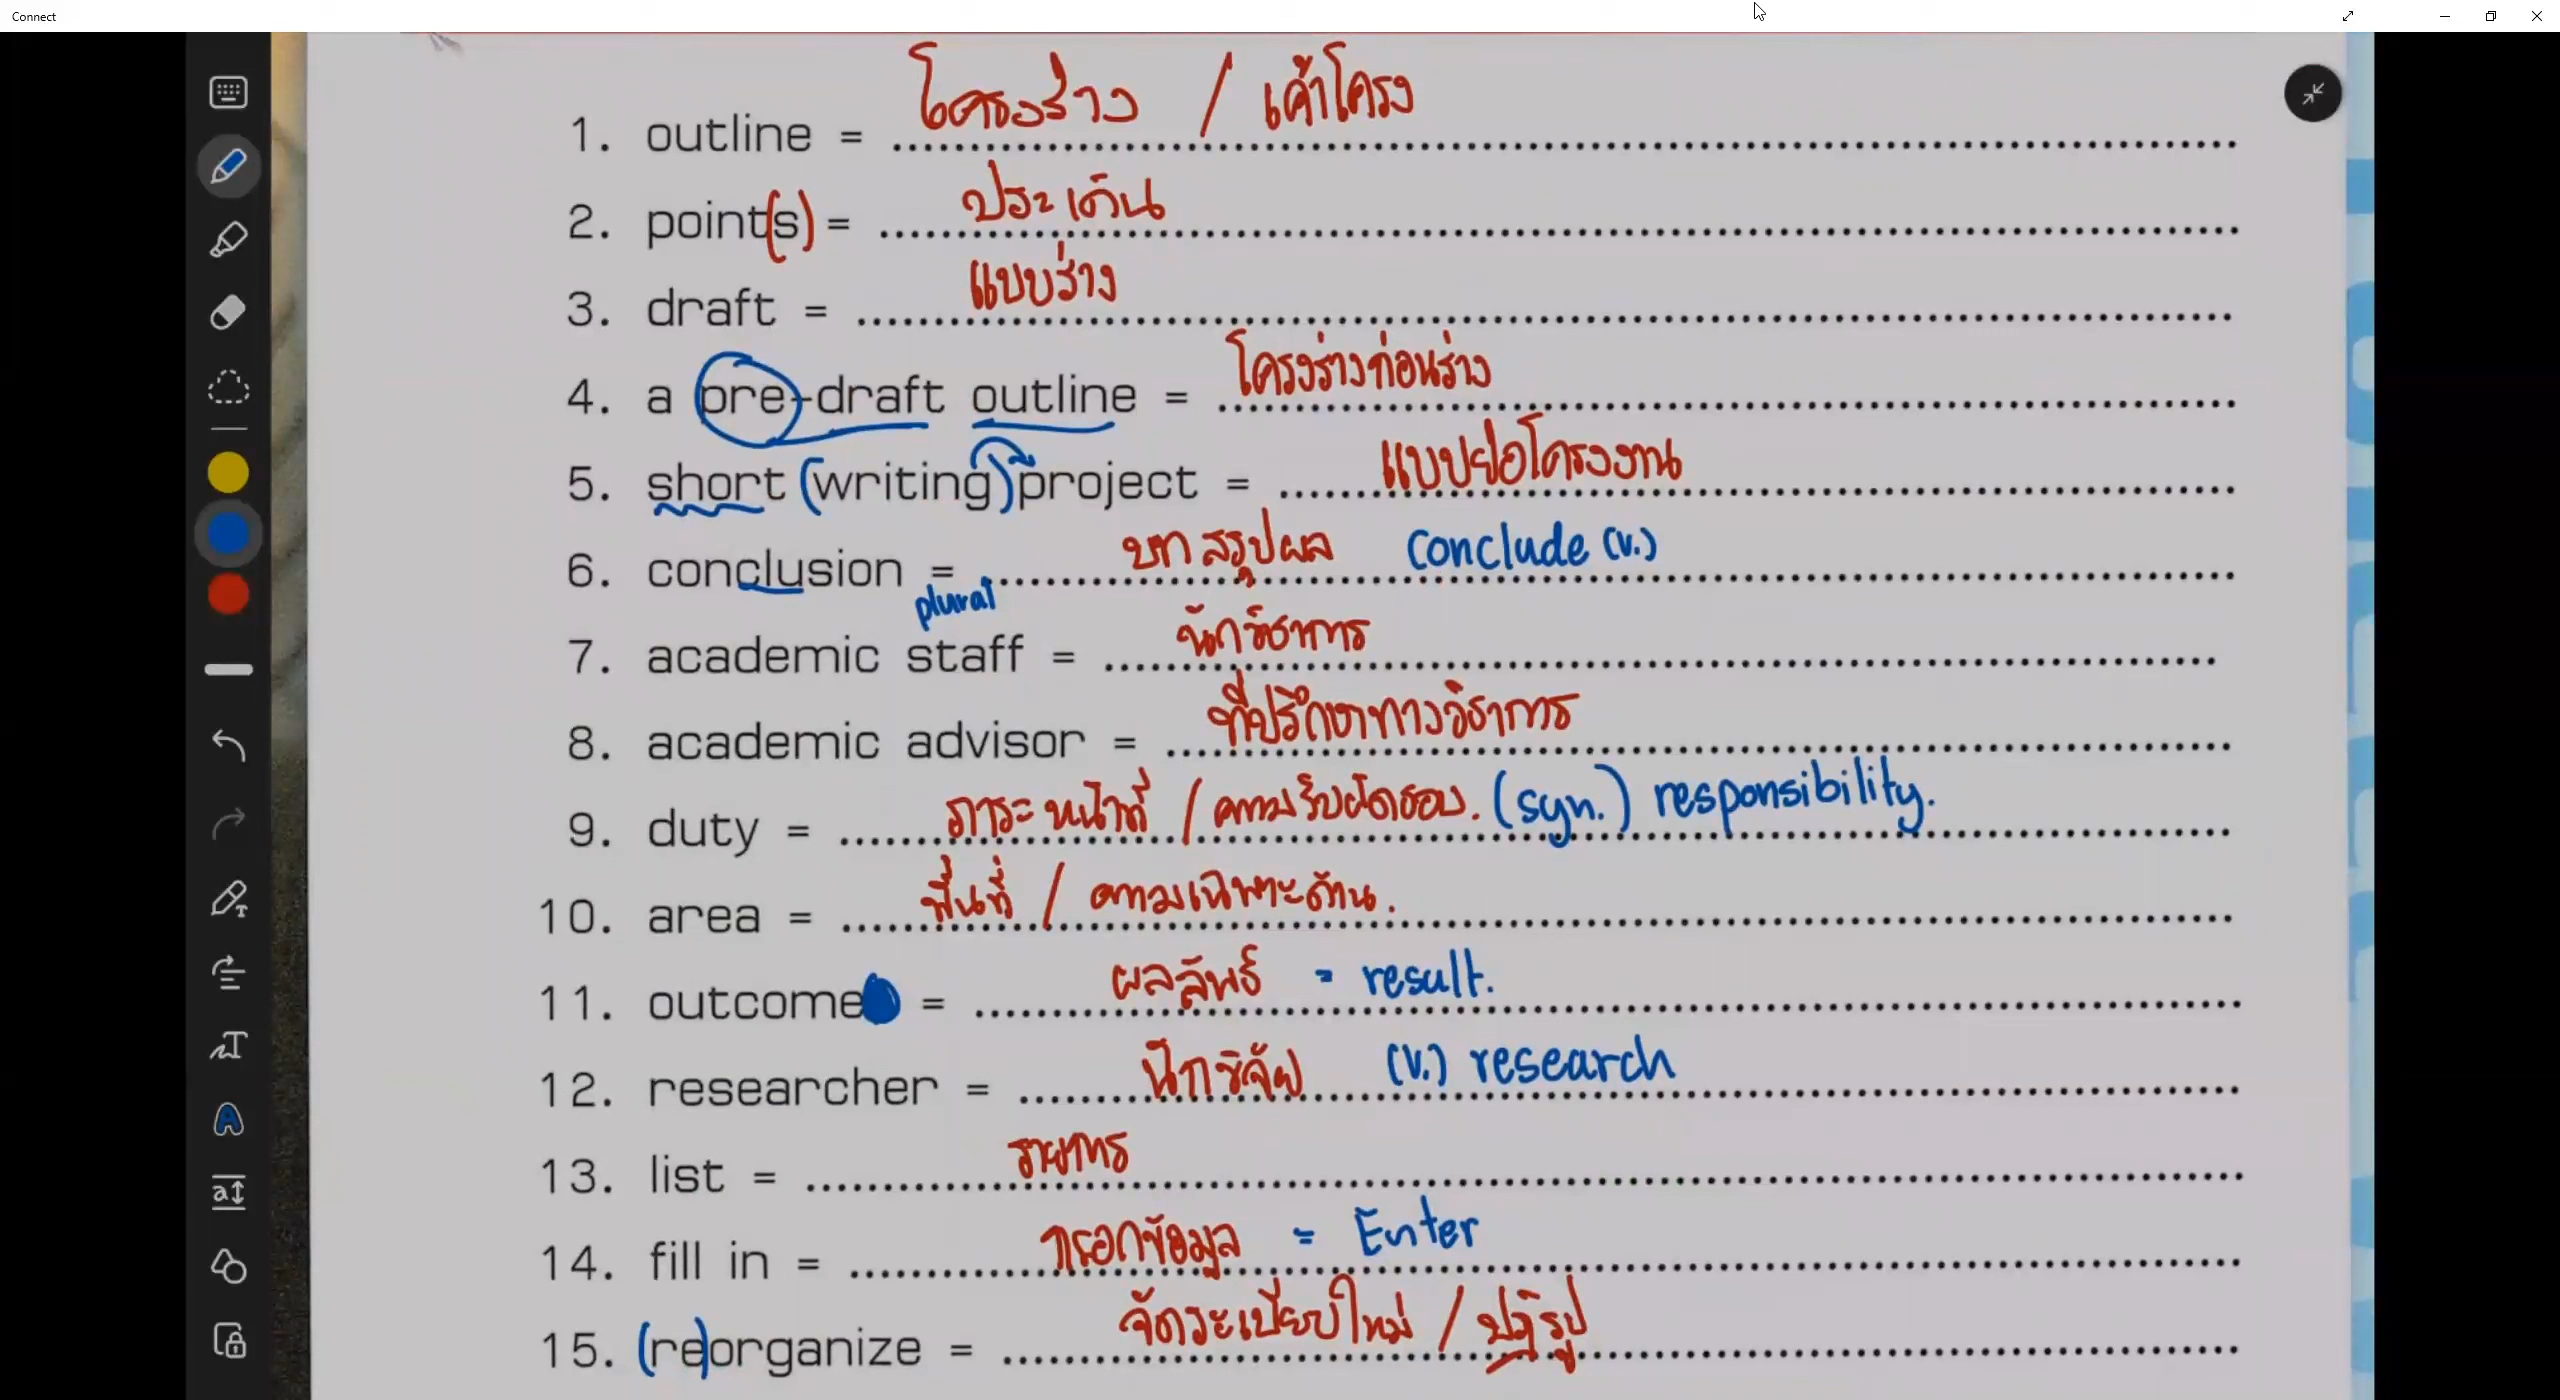 Connect
1. outline = โครงร่าง / เค้าโครง
2. point(s) = ประเด็น
3. draft = แบบร่าง
4. a pre-draft outline = โครงร่างก่อนร่าง
5. short (writing) project = แบบย่อโครงงาน
6. conclusion = บทสรุปผล conclude (v.)
plural
7. academic staff = นักวิชาการ
8. academic advisor = ที่ปรึกษาทางวิชาการ
9. duty = ภาระหน้าที่ / ความรับผิดชอบ. (syn.) responsibility.
10. area = พื้นที่ / ความเฉพาะด้าน.
11. outcome = ผลลัพธ์ = result.
12. researcher = นักวิจัย (v.) research
13. list = รายการ
14. fill in = กรอกข้อมูล = Enter
15. (re)organize = จัดระเบียบใหม่ / ปฏิรูป